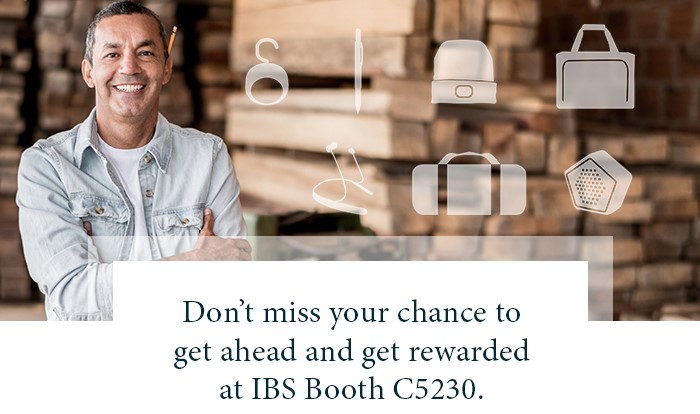 Don’t miss your chance to
get ahead and get rewarded
at IBS Booth C5230.